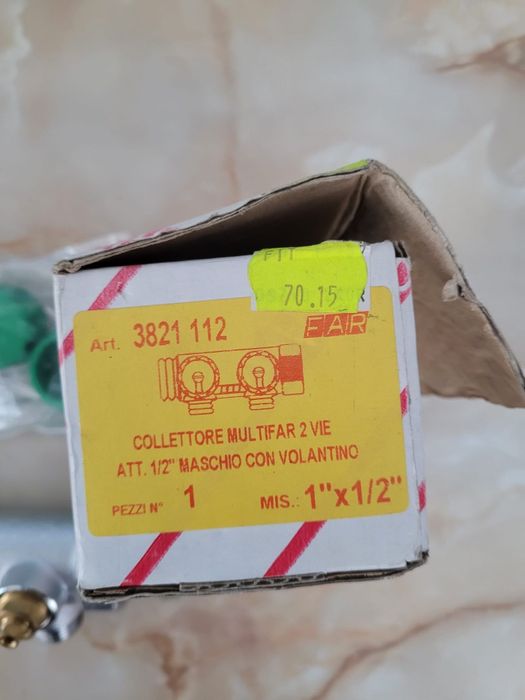 70.15
Art. 3821 112
FAR
COLLETTORE MULTIFAR 2 VIE
ATT. 1/2" MASCHIO CON VOLANTINO
PEZZI N° 1
MIS.: 1"x1/2"